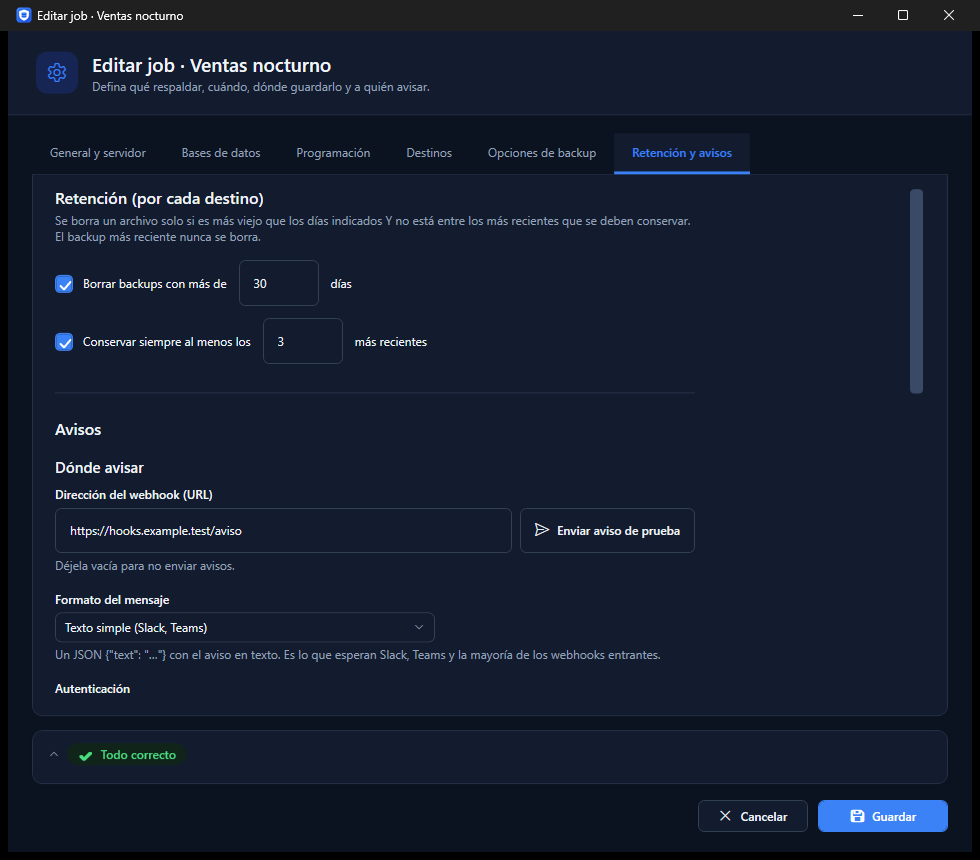 Editar job · Ventas nocturno
Editar job · Ventas nocturno
Defina qué respaldar, cuándo, dónde guardarlo y a quién avisar.
General y servidor
Bases de datos
Programación
Destinos
Opciones de backup
Retención y avisos
Retención (por cada destino)
Se borra un archivo solo si es más viejo que los días indicados Y no está entre los más recientes que se deben conservar.
El backup más reciente nunca se borra.
Borrar backups con más de 30 días
Conservar siempre al menos los 3 más recientes
Avisos
Dónde avisar
Dirección del webhook (URL)
https://hooks.example.test/aviso
Enviar aviso de prueba
Déjela vacía para no enviar avisos.
Formato del mensaje
Texto simple (Slack, Teams)
Un JSON {"text": "..."} con el aviso en texto. Es lo que esperan Slack, Teams y la mayoría de los webhooks entrantes.
Autenticación
Todo correcto
Cancelar
Guardar